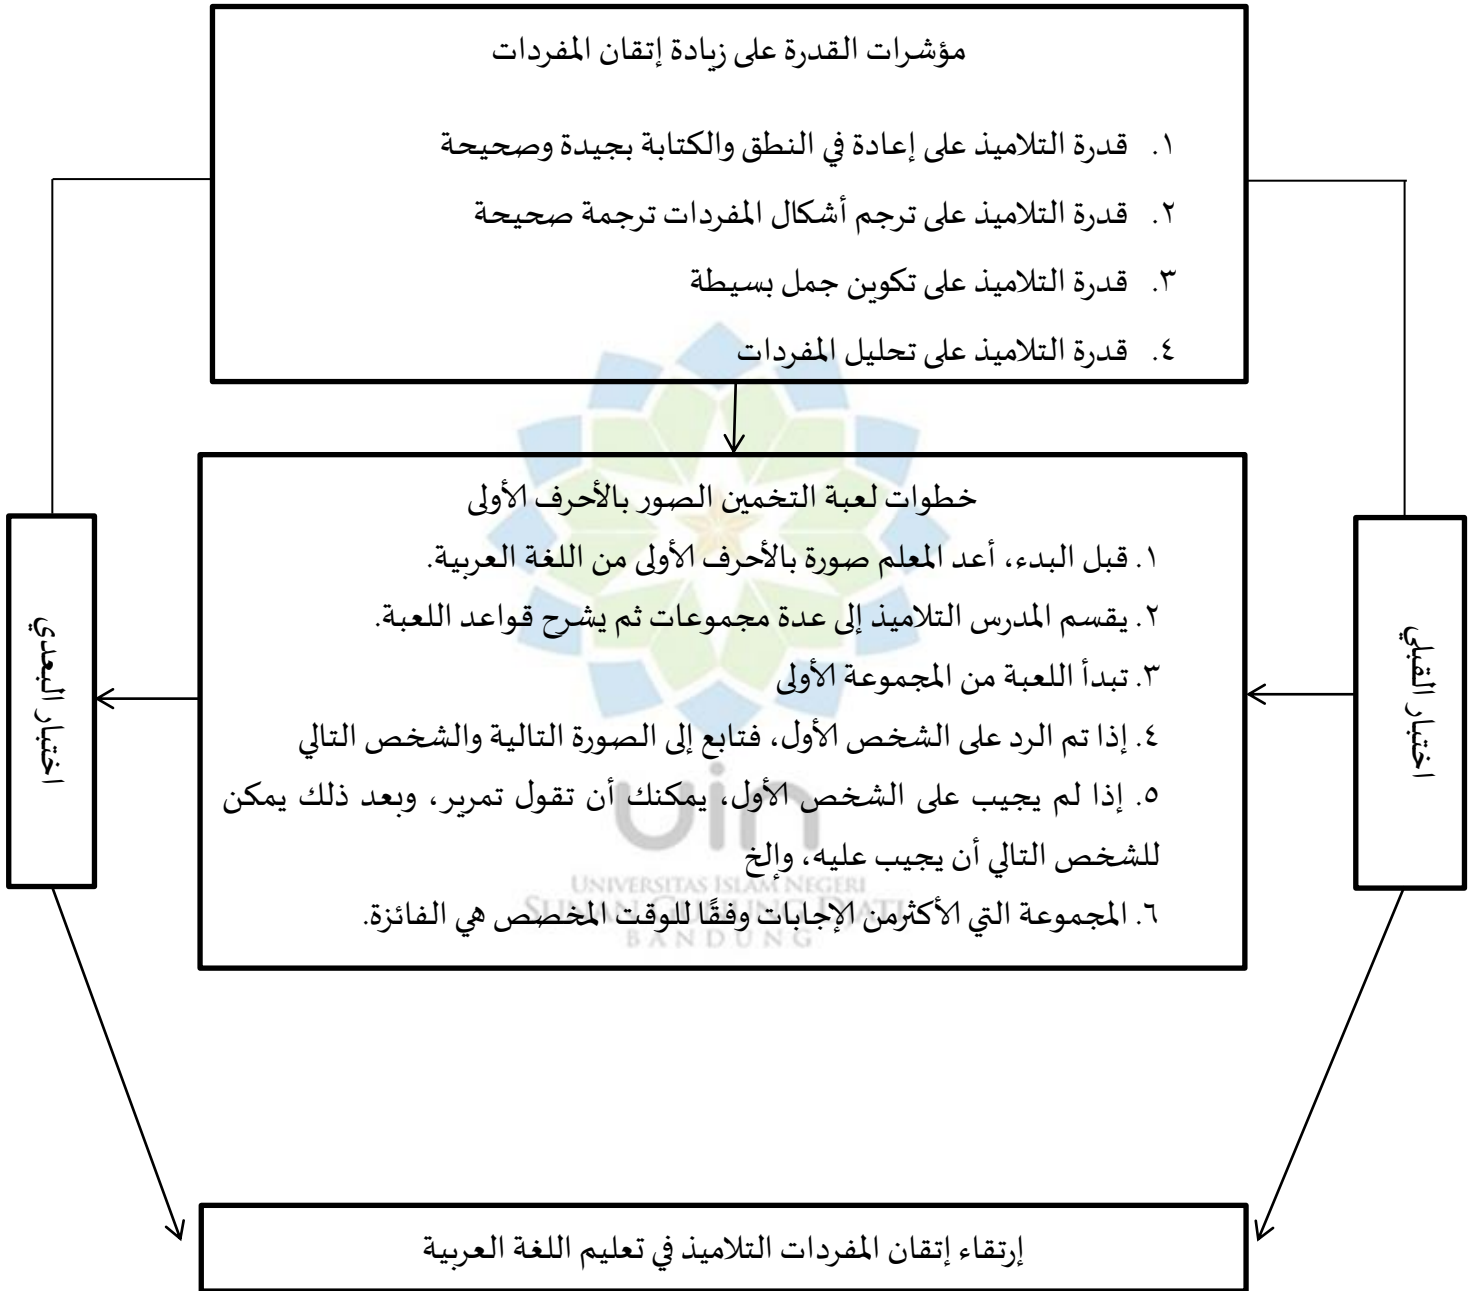 مؤشرات القدرة على زيادة إتقان المفردات
١. قدرة التلاميذ على إعادة في النطق والكتابة بجيدة وصحيحة
٢. قدرة التلاميذ على ترجم أشكال المفردات ترجمة صحيحة
٣. قدرة التلاميذ على تكوين جمل بسيطة
٤. قدرة التلاميذ على تحليل المفردات
اختبار القبلي
خطوات لعبة التخمين الصور بالأحرف الأولى
١. قبل البدء، أعد المعلم صورة بالأحرف الأولى من اللغة العربية.
٢. يقسم المدرس التلاميذ إلى عدة مجموعات ثم يشرح قواعد اللعبة.
٣. تبدأ اللعبة من المجموعة الأولى
٤. إذا تم الرد على الشخص الأول، فتابع إلى الصورة التالية والشخص التالي
٥. إذا لم يجيب على الشخص الأول، يمكنك أن تقول تمرير، وبعد ذلك يمكن
للشخص التالي أن يجيب عليه، وإلخ
٦. المجموعة التي الأكثرمن الإجابات وفقًا للوقت المخصص هي الفائزة.
uin
UNIVERSITAS ISLAM NEGERI
SUNAN GUNUNG DJATI
BANDUNG
اختبار البعدي
إرتقاء إتقان المفردات التلاميذ في تعليم اللغة العربية